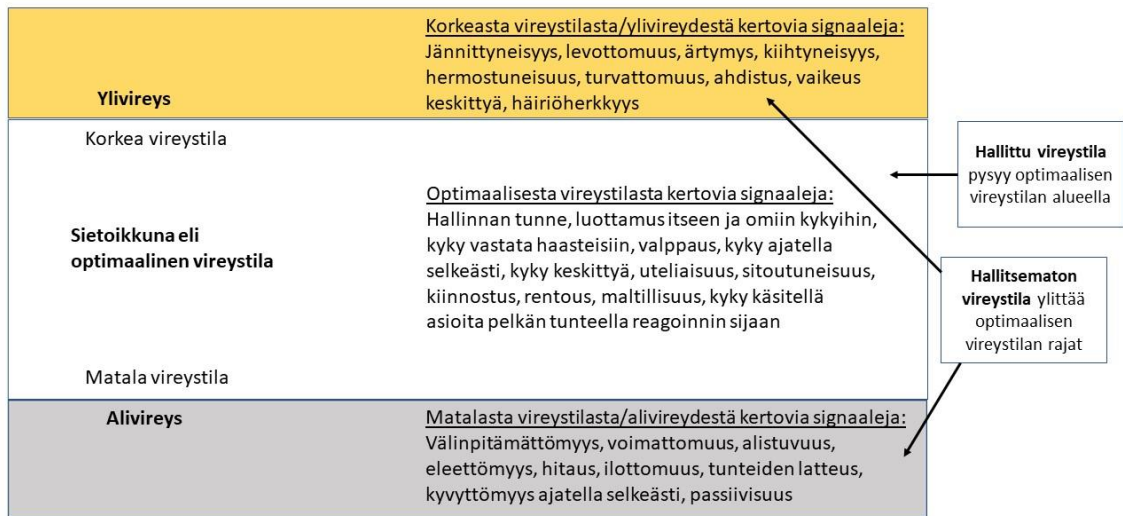 Korkeasta vireystilasta/ylivireydestä kertovia signaaleja:
Jännittyneisyys, levottomuus, ärtymys, kiihtyneisyys,
hermostuneisuus, turvattomuus, ahdistus, vaikeus
keskittyä, häiriöherkkyys
Ylivireys
Korkea vireystila
Sietoikkuna eli
optimaalinen vireystila
Optimaalisesta vireystilasta kertovia signaaleja:
Hallinnan tunne, luottamus itseen ja omiin kykyihin,
kyky vastata haasteisiin, valppaus, kyky ajatella
selkeästi, kyky keskittyä, uteliaisuus, sitoutuneisuus,
kiinnostus, rentous, maltillisuus, kyky käsitellä
asioita pelkän tunteella reagoinnin sijaan
Matala vireystila
Alivireys
Matalasta vireystilasta/alivireydestä kertovia signaaleja:
Välinpitämättömyys, voimattomuus, alistuvuus,
eleettömyys, hitaus, ilottomuus, tunteiden latteus,
kyvyttömyys ajatella selkeästi, passiivisuus
Hallittu vireystila
pysyy optimaalisen
vireystilan alueella
Hallitsematon
vireystila ylittää
optimaalisen
vireystilan rajat